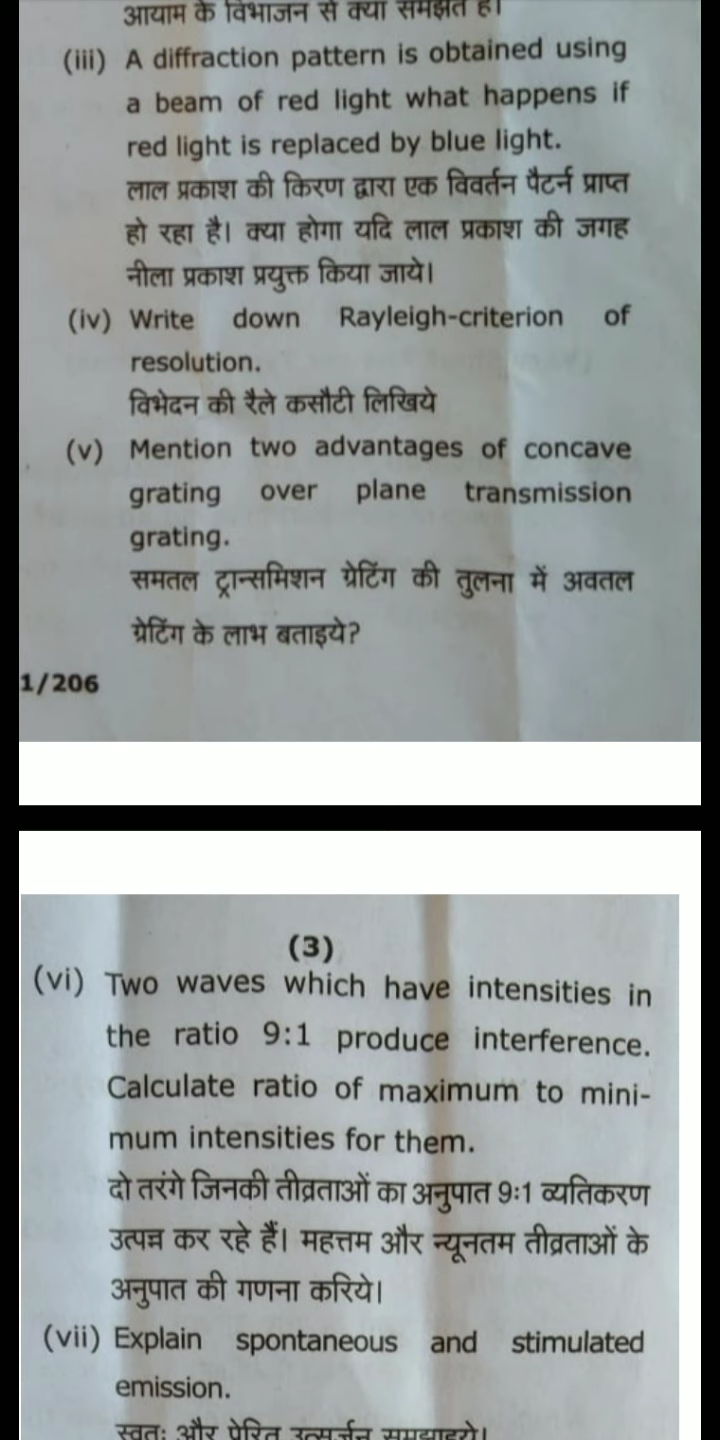 आयाम के विभाजन से क्या समझते हैं।
(iii) A diffraction pattern is obtained using
a beam of red light what happens if
red light is replaced by blue light.
लाल प्रकाश की किरण द्वारा एक विवर्तन पैटर्न प्राप्त
हो रहा है। क्या होगा यदि लाल प्रकाश की जगह
नीला प्रकाश प्रयुक्त किया जाये।
(iv) Write down Rayleigh-criterion of
resolution.
विभेदन की रैले कसौटी लिखिये
(v) Mention two advantages of concave
grating over plane transmission
grating.
समतल ट्रान्समिशन ग्रेटिंग की तुलना में अवतल
ग्रेटिंग के लाभ बताइये?
1/206
(3)
(vi) Two waves which have intensities in
the ratio 9:1 produce interference.
Calculate ratio of maximum to mini-
mum intensities for them.
दो तरंगे जिनकी तीव्रताओं का अनुपात 9:1 व्यतिकरण
उत्पन्न कर रहे हैं। महत्तम और न्यूनतम तीव्रताओं के
अनुपात की गणना करिये।
(vii) Explain spontaneous and stimulated
emission.
स्वतः और प्रेरित उत्सर्जन समझाइये।